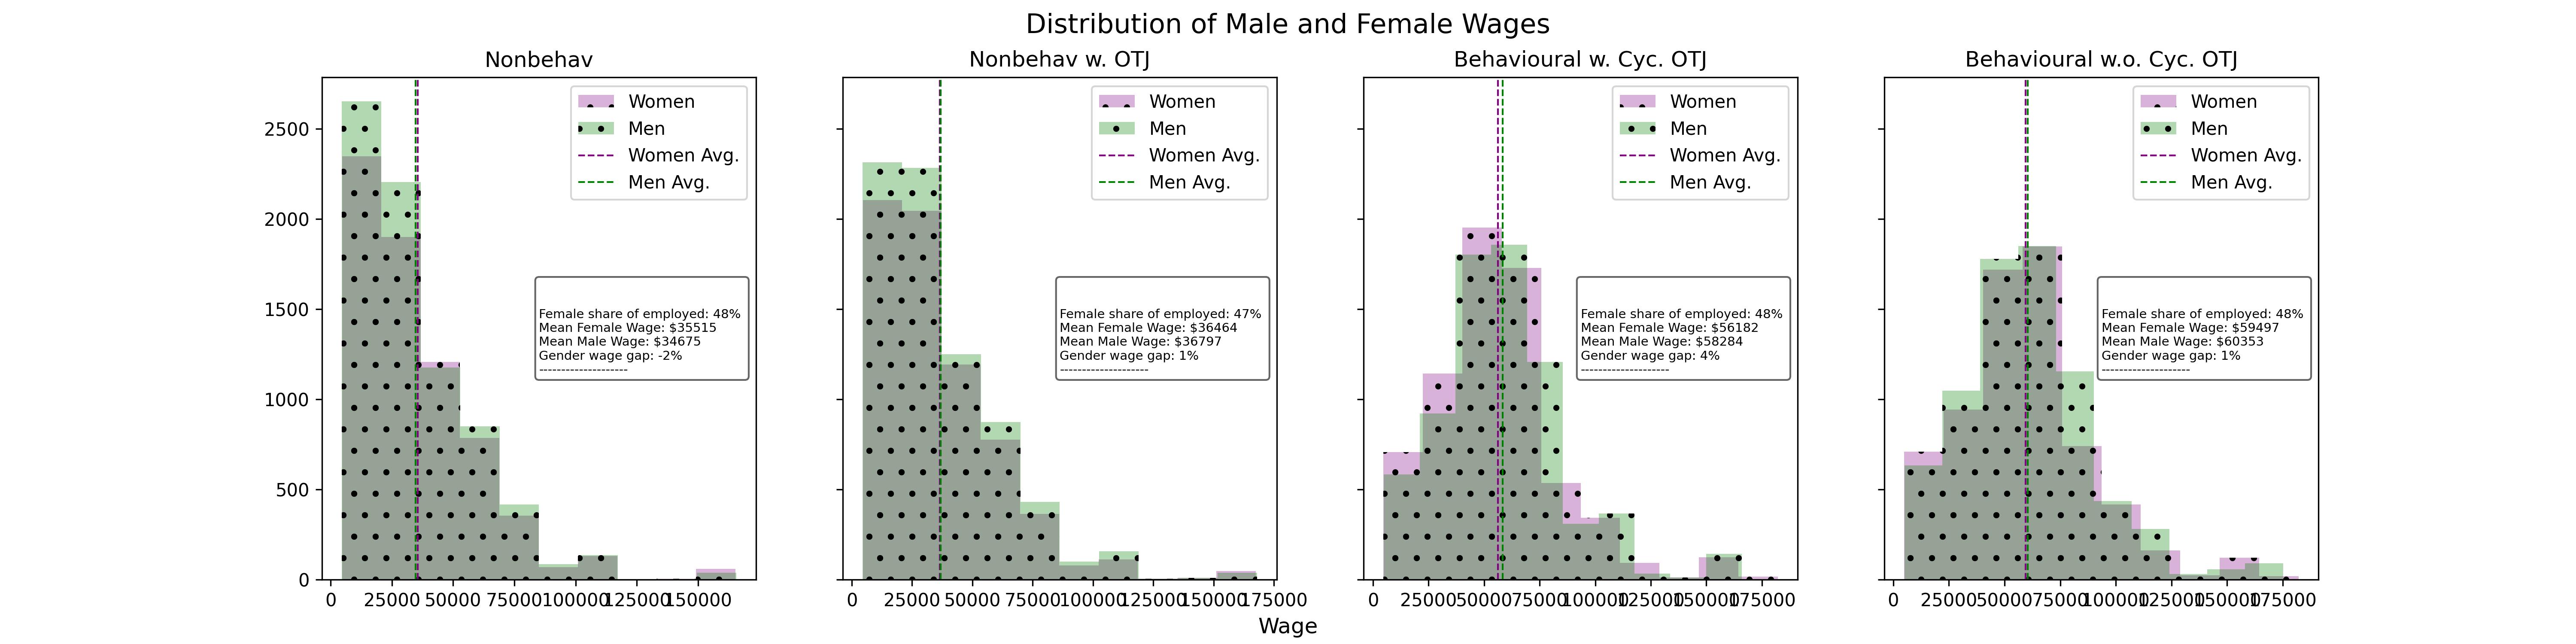 Distribution of Male and Female Wages
Nonbehav
Women
Men
Women Avg.
Men Avg.
Female share of employed: 48%
Mean Female Wage: $35515
Mean Male Wage: $34675
Gender wage gap: -2%
--------------------
2500
2000
1500
1000
500
0
0 25000 50000 75000 100000 125000 150000
Nonbehav w. OTJ
Women
Men
Women Avg.
Men Avg.
Female share of employed: 47%
Mean Female Wage: $36464
Mean Male Wage: $36797
Gender wage gap: 1%
--------------------
0 25000 50000 75000 100000 125000 150000 175000
Behavioural w. Cyc. OTJ
Women
Men
Women Avg.
Men Avg.
Female share of employed: 48%
Mean Female Wage: $56182
Mean Male Wage: $58284
Gender wage gap: 4%
--------------------
0 25000 50000 75000 100000 125000 150000 175000
Behavioural w.o. Cyc. OTJ
Women
Men
Women Avg.
Men Avg.
Female share of employed: 48%
Mean Female Wage: $59497
Mean Male Wage: $60353
Gender wage gap: 1%
--------------------
0 25000 50000 75000 100000 125000 150000 175000
Wage